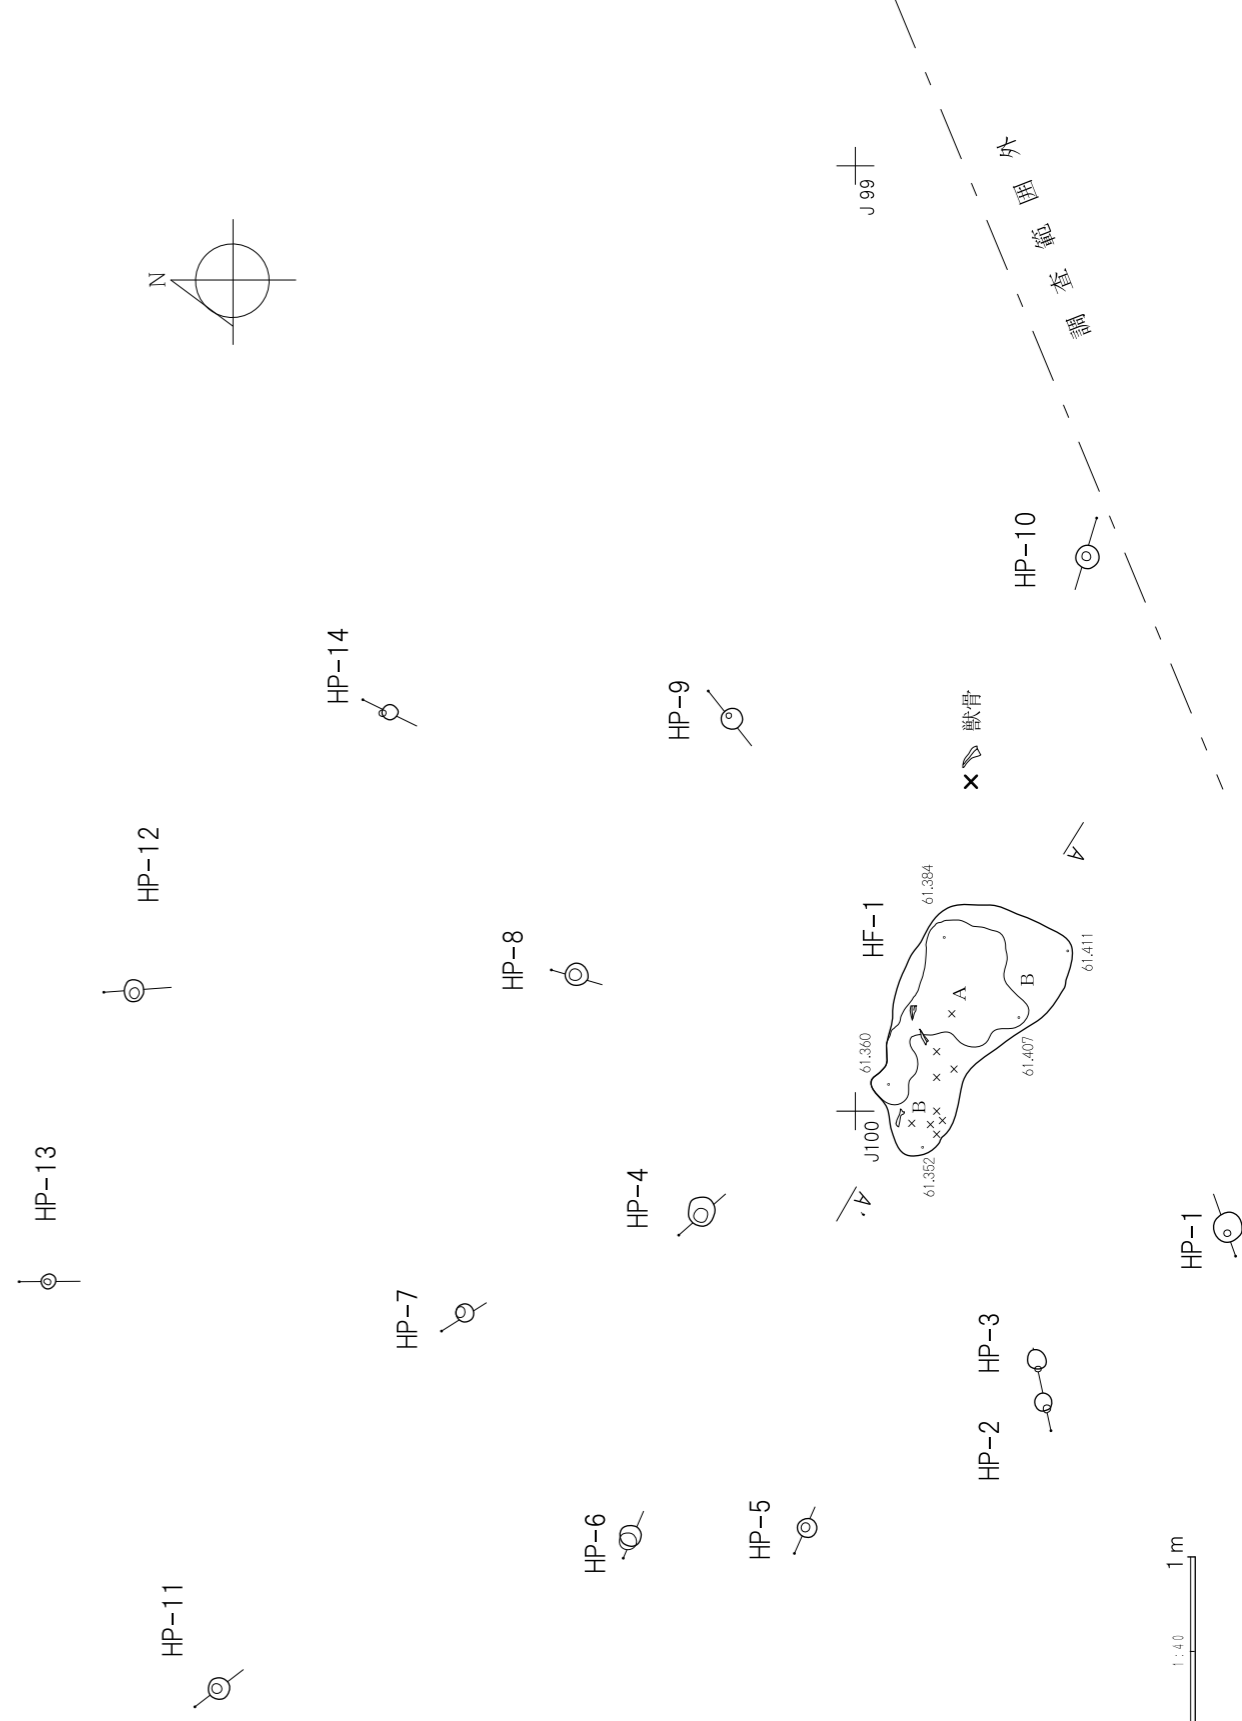 N
J 99
調査範囲外
HP-10
HP-14
HP-9
獣骨
HP-12
HP-8
HF-1
61.384
61.411
A
A
B
61.360
61.407
B
J100
61.352
A'
HP-13
HP-4
HP-1
HP-7
HP-3
HP-2
HP-6
HP-5
HP-11
1 m
1:40